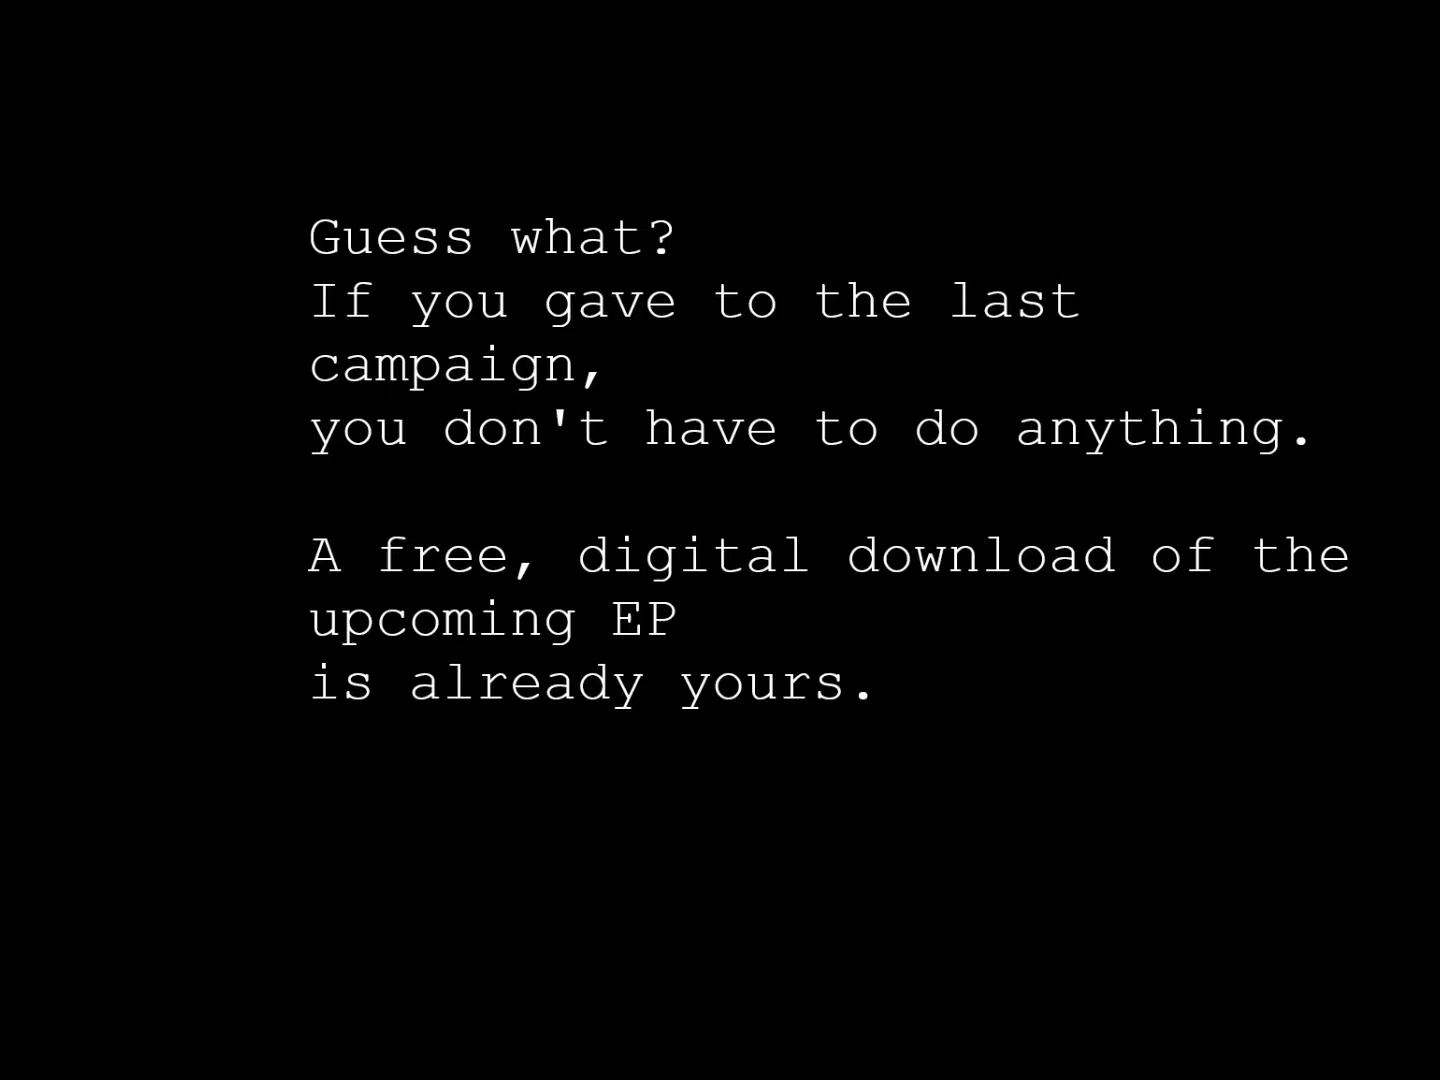 Guess what?
If you gave to the last
campaign,
you don't have to do anything.
A free, digital download of the
upcoming EP
is already yours.